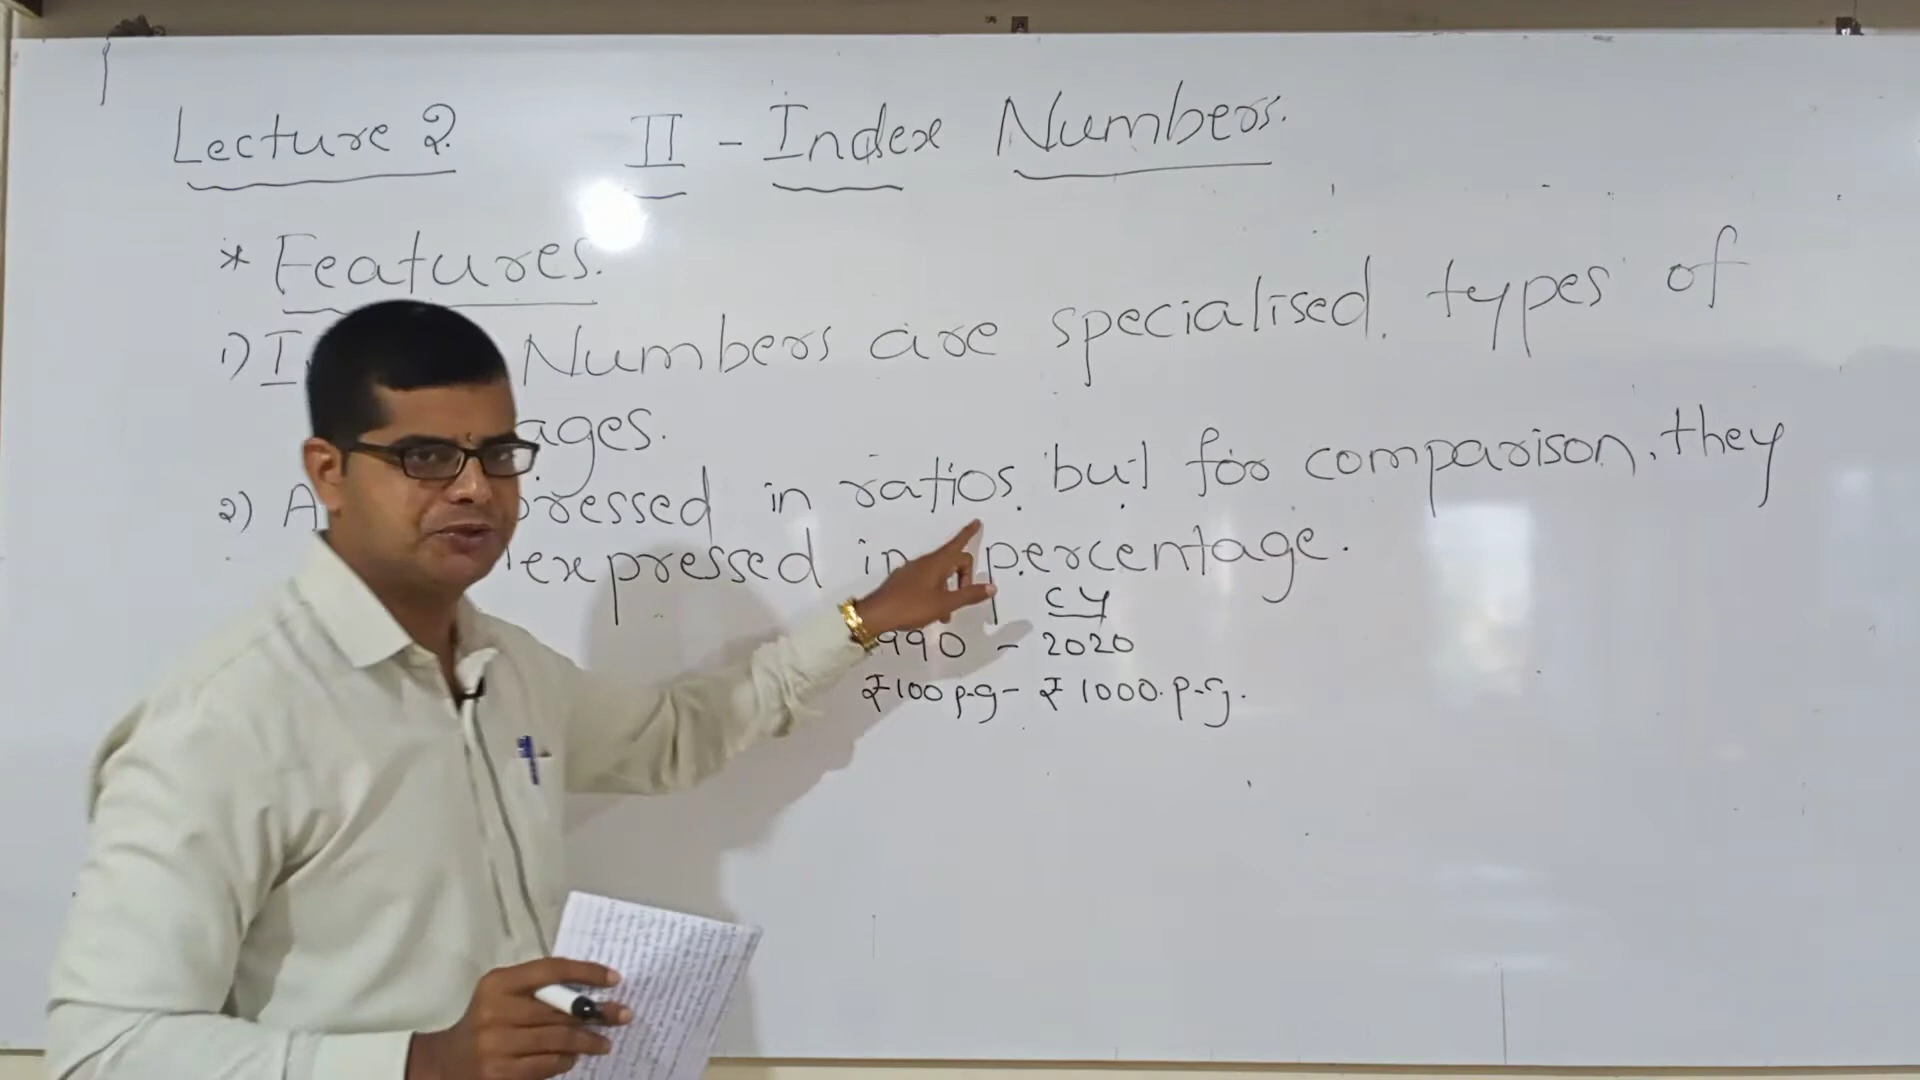 Lecture 2. II - Index Numbers.
* Features.
1) Numbers are specialised types of
ages.
2) A ressed in ratios but for comparison, they
expressed in percentage.
CY
1990 - 2020
₹100 p.g - ₹ 1000 p.g.